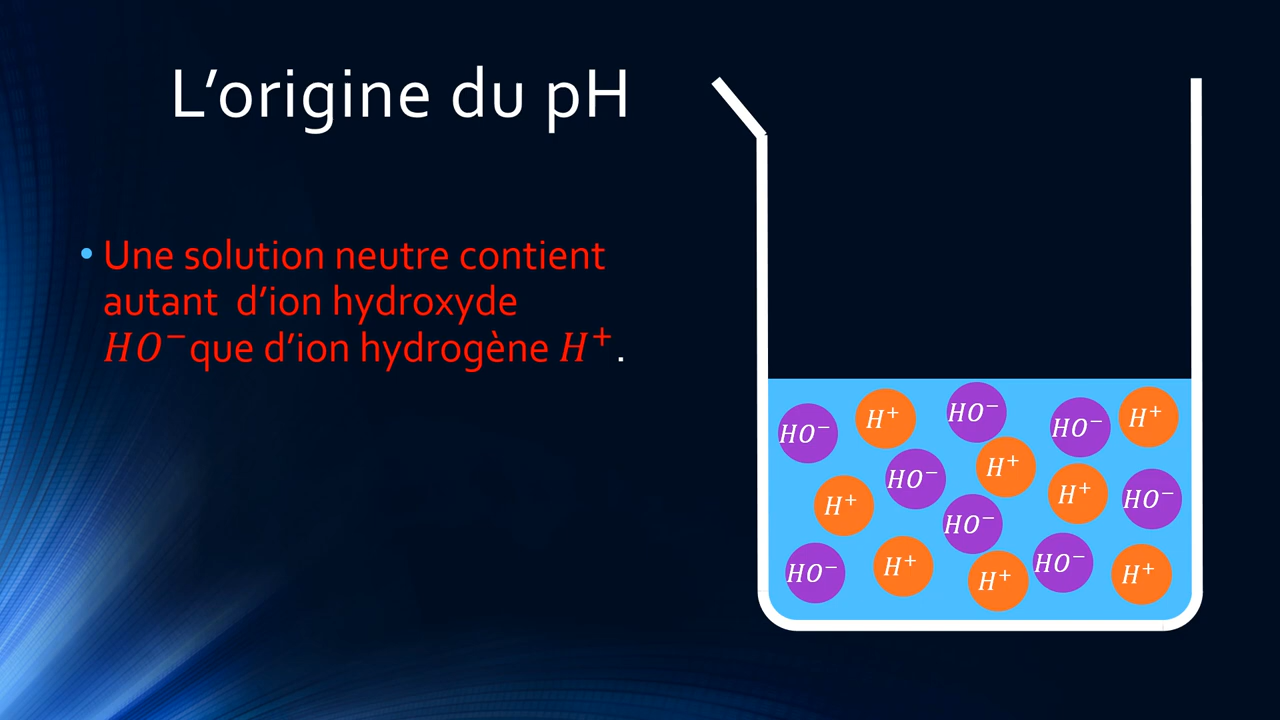 L’origine du pH
• Une solution neutre contient
autant d’ion hydroxyde
HO⁻ que d’ion hydrogène H⁺.
HO⁻ H⁺ HO⁻ HO⁻ H⁺
HO⁻ H⁺ H⁺ HO⁻
H⁺ HO⁻
HO⁻ H⁺ H⁺ HO⁻ H⁺